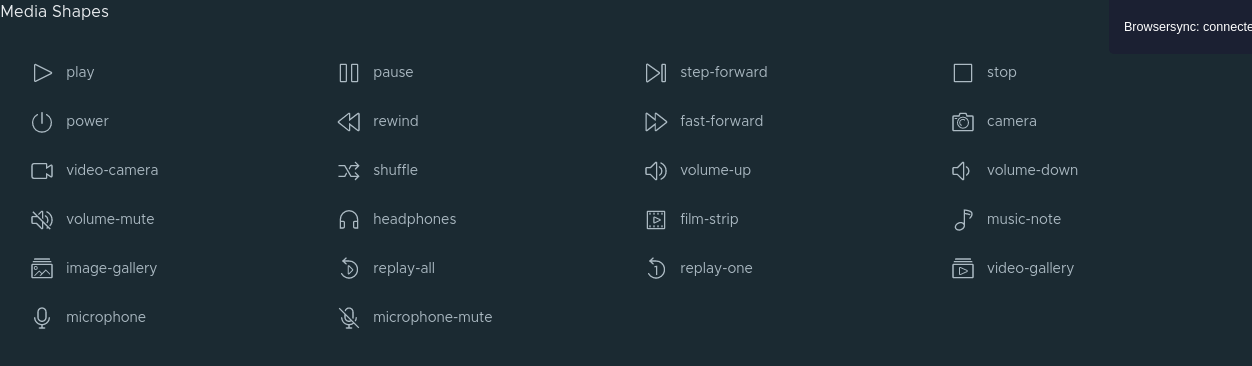 Media Shapes
Browsersync: connecte
play
pause
step-forward
stop
power
rewind
fast-forward
camera
video-camera
shuffle
volume-up
volume-down
volume-mute
headphones
film-strip
music-note
image-gallery
replay-all
replay-one
video-gallery
microphone
microphone-mute